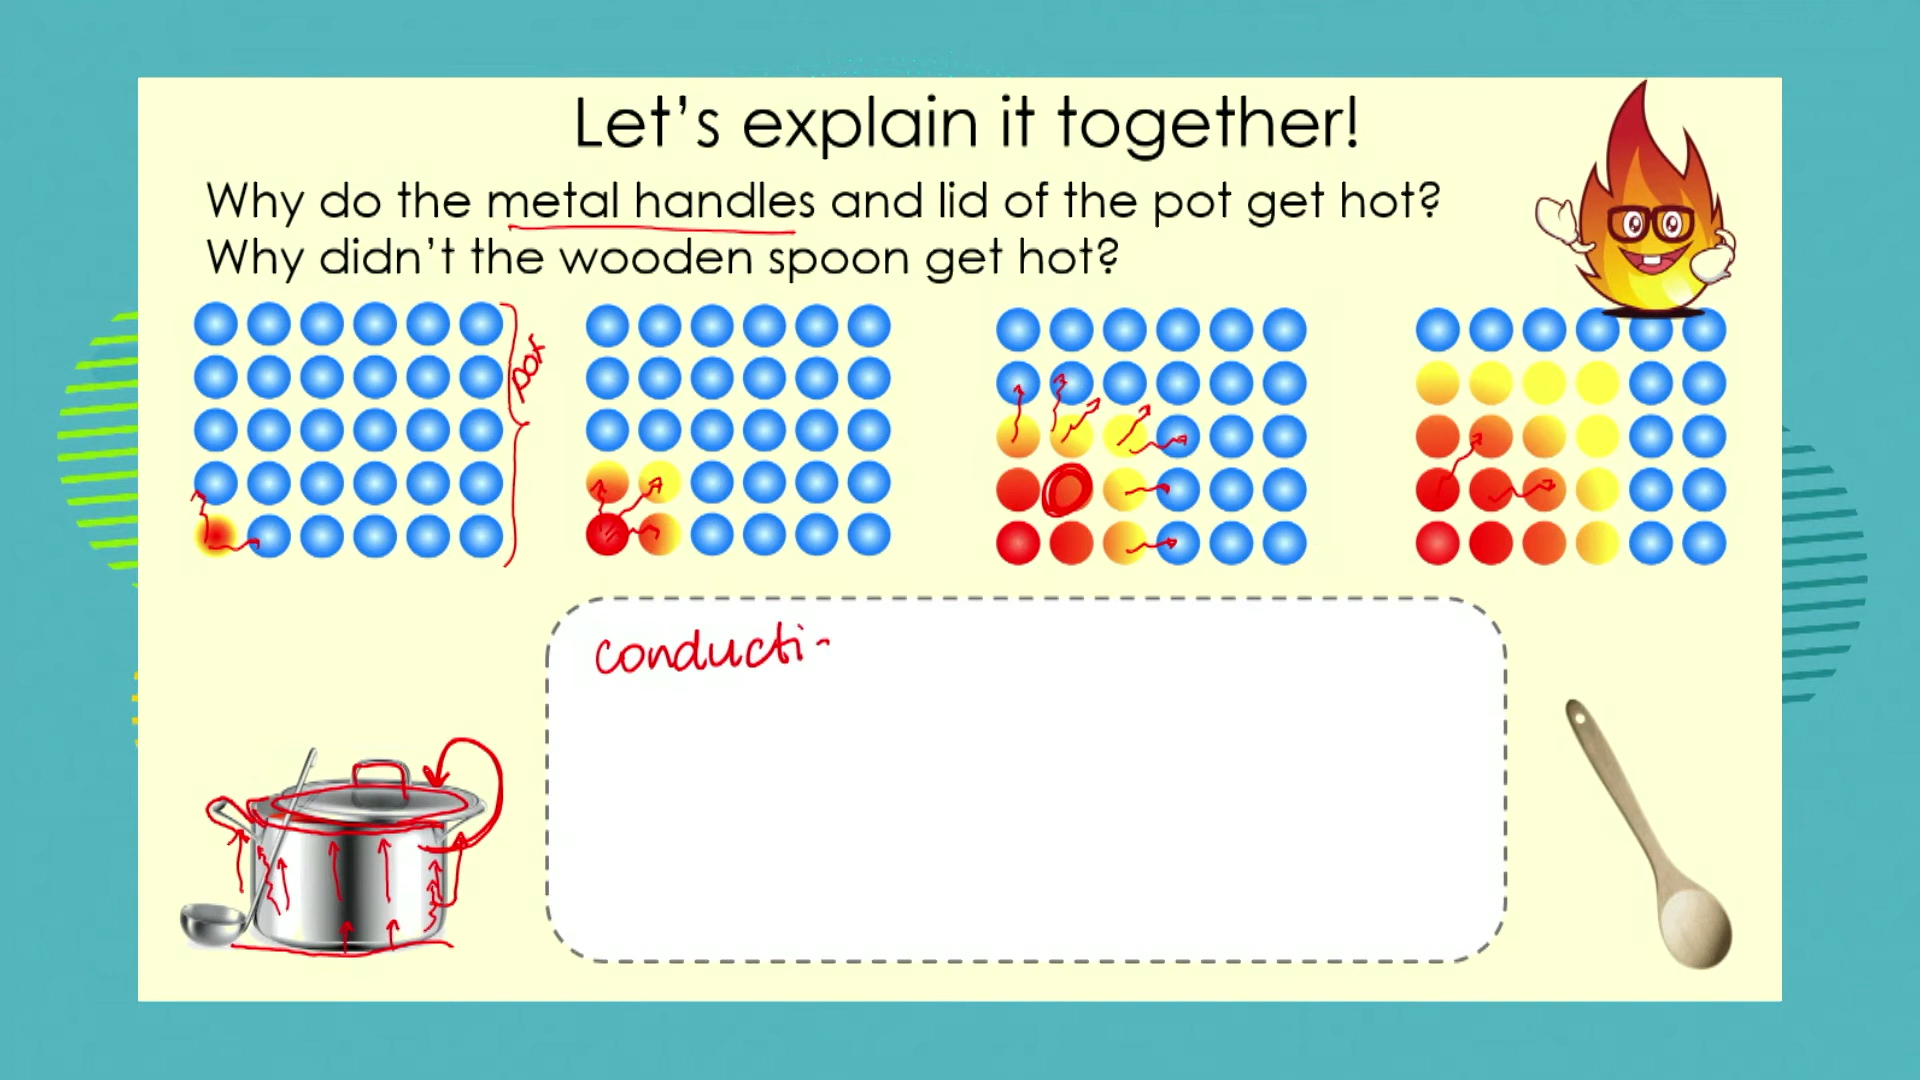 Let's explain it together!
Why do the metal handles and lid of the pot get hot?
Why didn't the wooden spoon get hot?
pot
conducti-